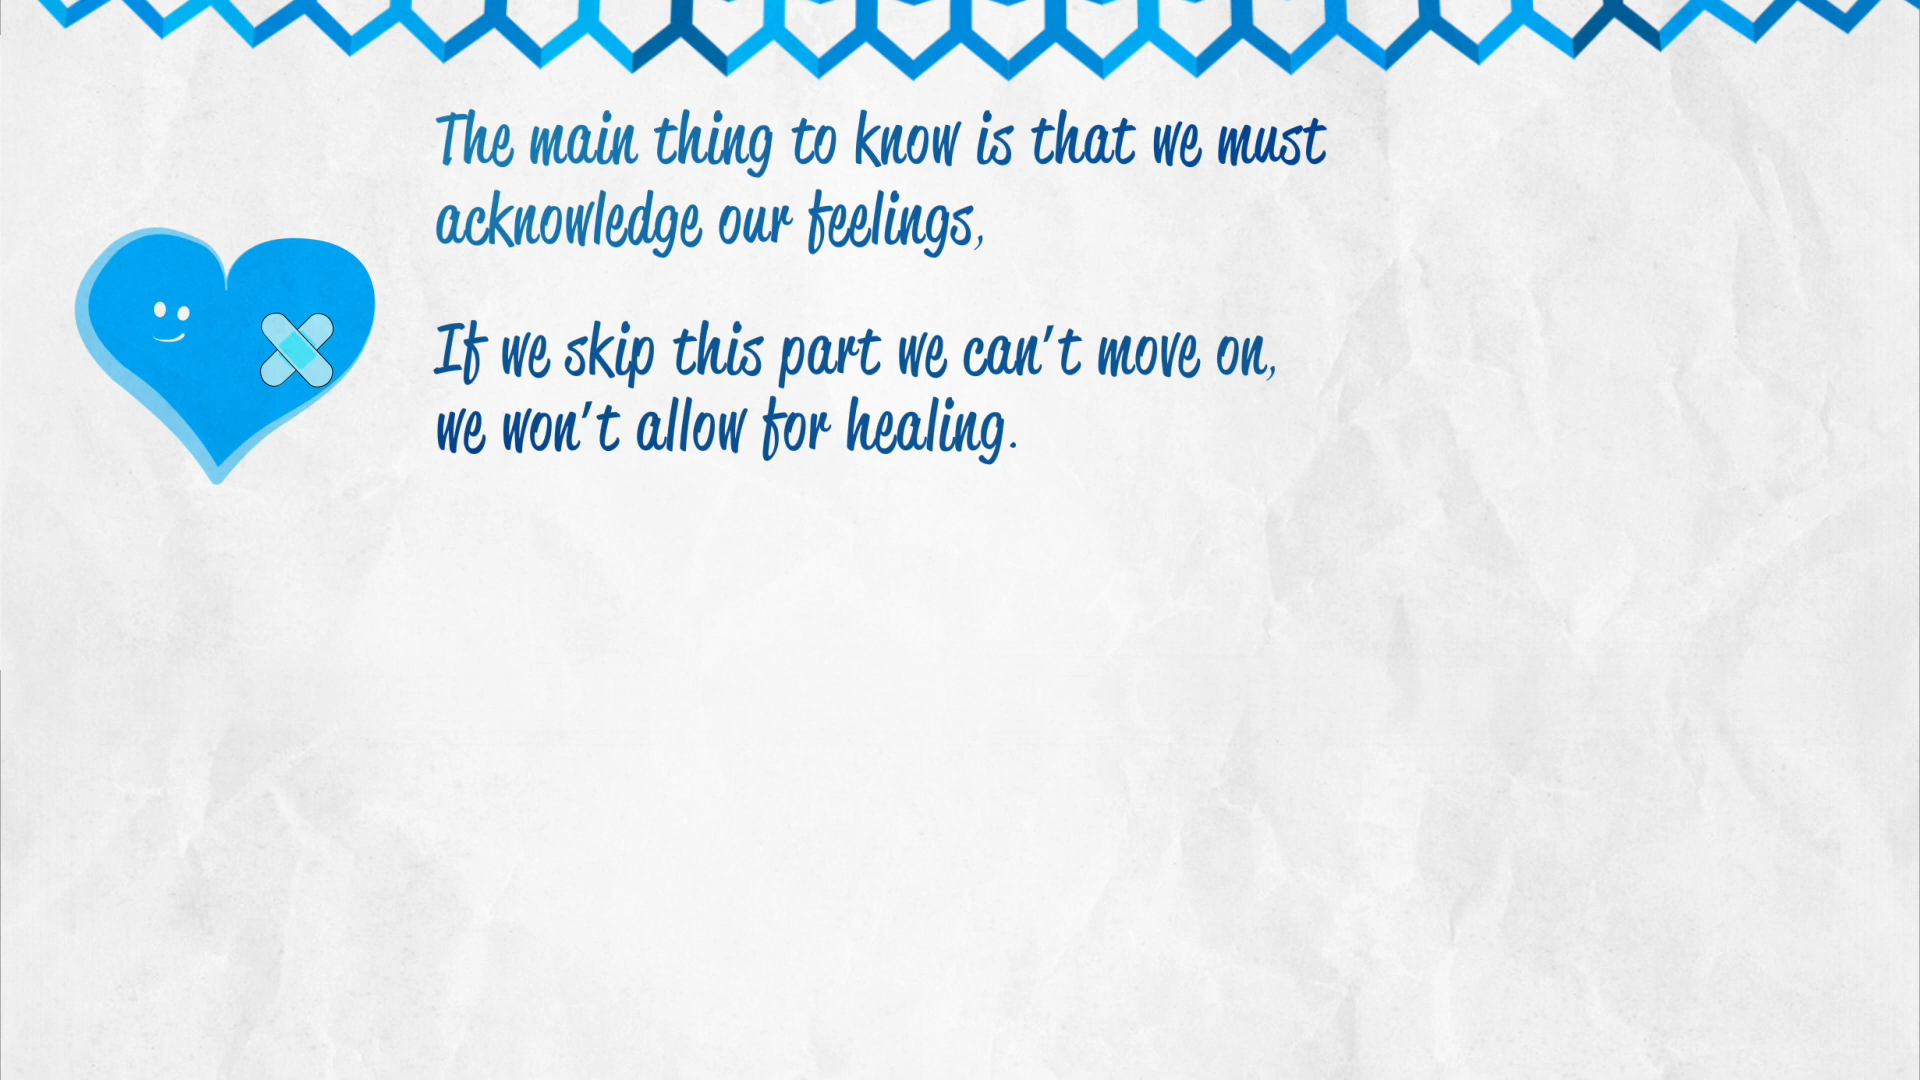 The main thing to know is that we must
acknowledge our feelings,
If we skip this part we can't move on,
we won't allow for healing.